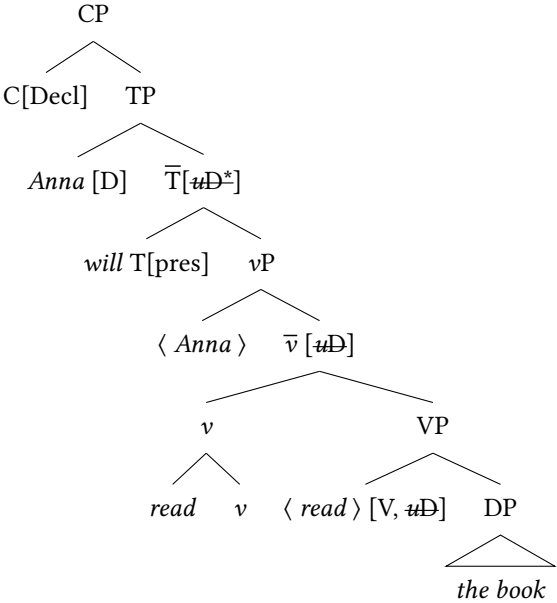 CP
C[Decl] TP
Anna [D] T̅[uD*]
will T[pres] vP
⟨ Anna ⟩ v̅ [uD]
v VP
read v ⟨ read ⟩ [V, uD] DP
the book